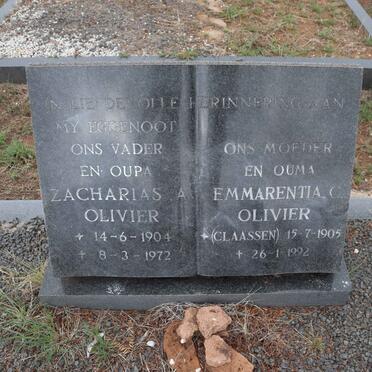 IN LIEFDEVOLLE HERINNERING AAN
MY EGGENOOT
ONS VADER
EN OUPA
ZACHARIAS A
OLIVIER
* 14-6-1904
+ 8-3-1972
ONS MOEDER
EN OUMA
EMMARENTIA C.
OLIVIER
*(CLAASSEN) 15-7-1905
+ 26-1-1992